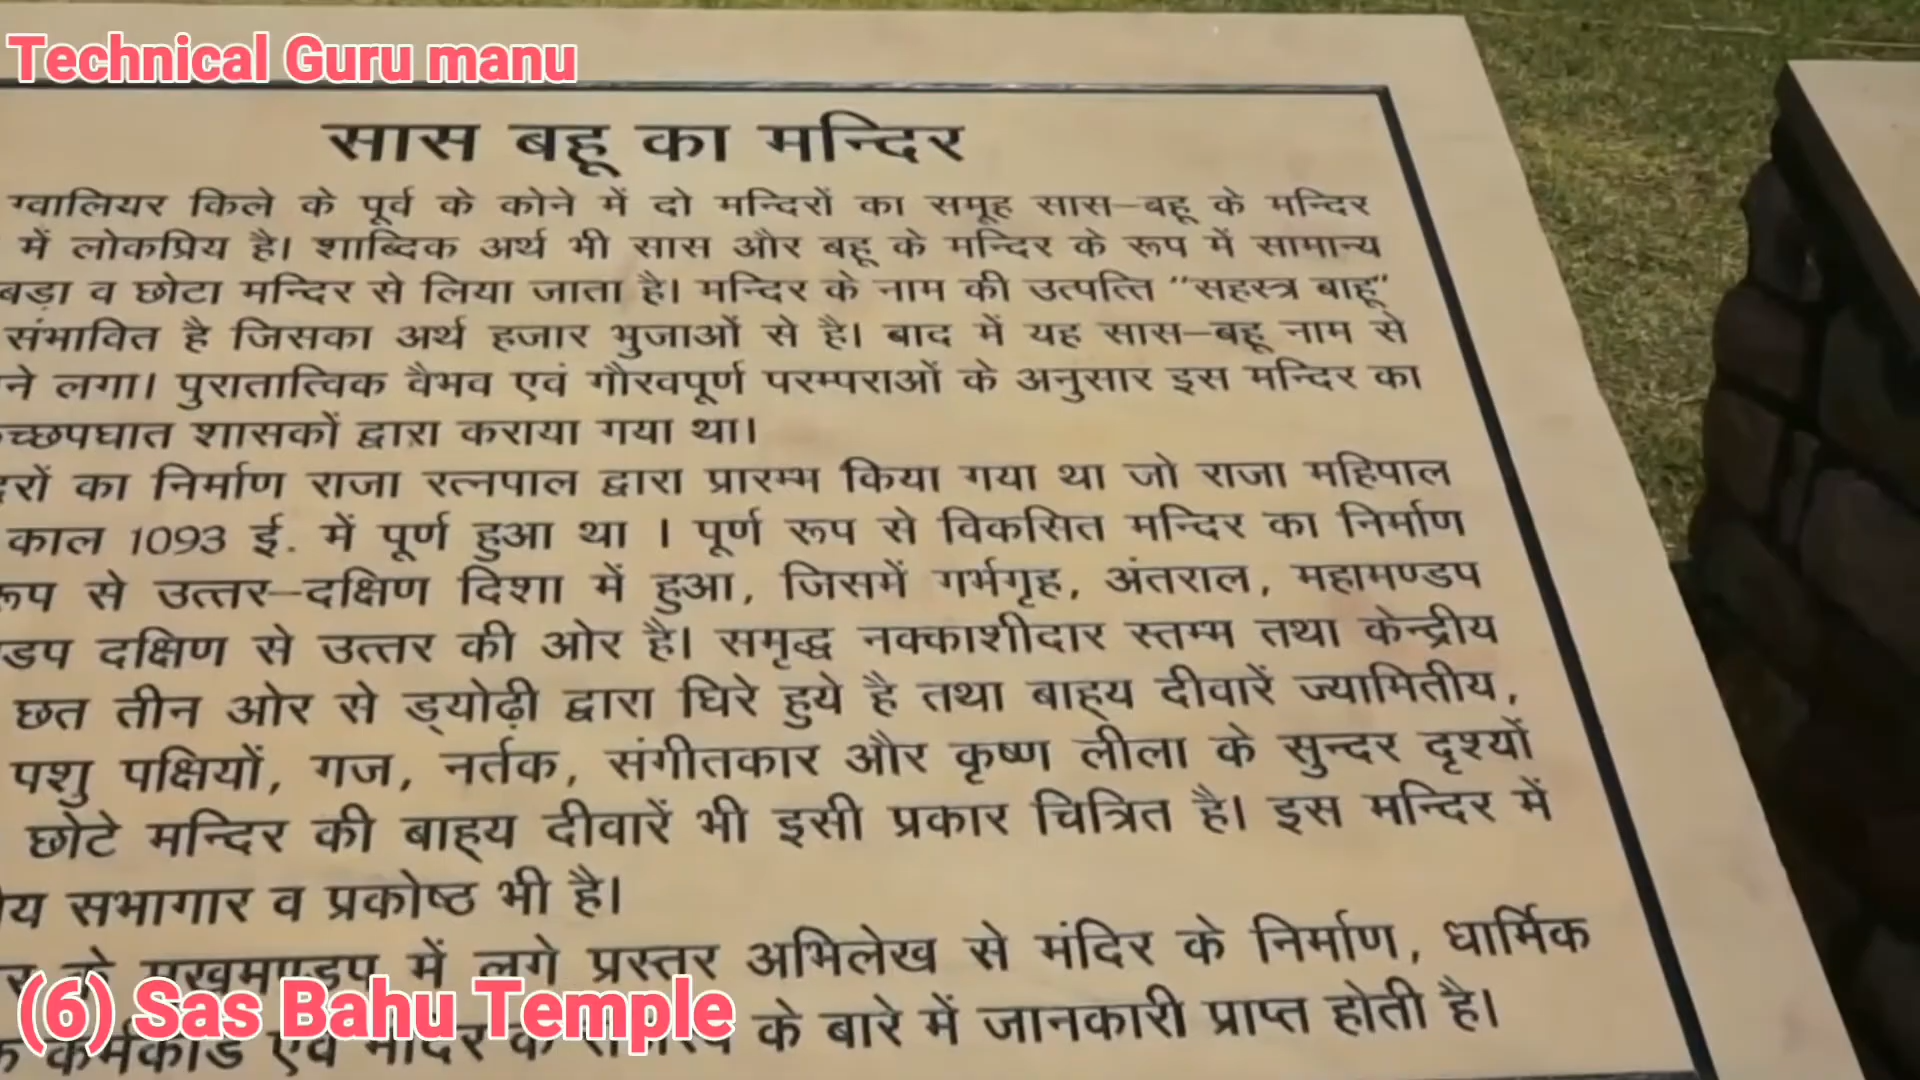 Technical Guru manu
सास बहू का मन्दिर
ग्वालियर किले के पूर्व के कोने में दो मन्दिरों का समूह सास–बहू के मन्दिर
में लोकप्रिय है। शाब्दिक अर्थ भी सास और बहू के मन्दिर के रूप में सामान्य
बड़ा व छोटा मन्दिर से लिया जाता है। मन्दिर के नाम की उत्पत्ति "सहस्त्र बाहू"
संभावित है जिसका अर्थ हजार भुजाओं से है। बाद में यह सास–बहू नाम से
लगा। पुरातात्विक वैभव एवं गौरवपूर्ण परम्पराओं के अनुसार इस मन्दिर का
शासकों द्वारा कराया गया था।
का निर्माण राजा रत्नपाल द्वारा प्रारम्भ किया गया था जो राजा महिपाल
काल 1093 ई. में पूर्ण हुआ था । पूर्ण रूप से विकसित मन्दिर का निर्माण
से उत्तर–दक्षिण दिशा में हुआ, जिसमें गर्भगृह, अंतराल, महामण्डप
दक्षिण से उत्तर की ओर है। समृद्ध नक्काशीदार स्तम्भ तथा केन्द्रीय
छत तीन ओर से ड्योढ़ी द्वारा घिरे हुये है तथा बाह्य दीवारें ज्यामितीय,
पशु पक्षियों, गज, नर्तक, संगीतकार और कृष्ण लीला के सुन्दर दृश्यों
छोटे मन्दिर की बाह्य दीवारें भी इसी प्रकार चित्रित है। इस मन्दिर में
सभागार व प्रकोष्ठ भी है।
में लगे प्रस्तर अभिलेख से मंदिर के निर्माण, धार्मिक
(6) Sas Bahu Temple
के बारे में जानकारी प्राप्त होती है।